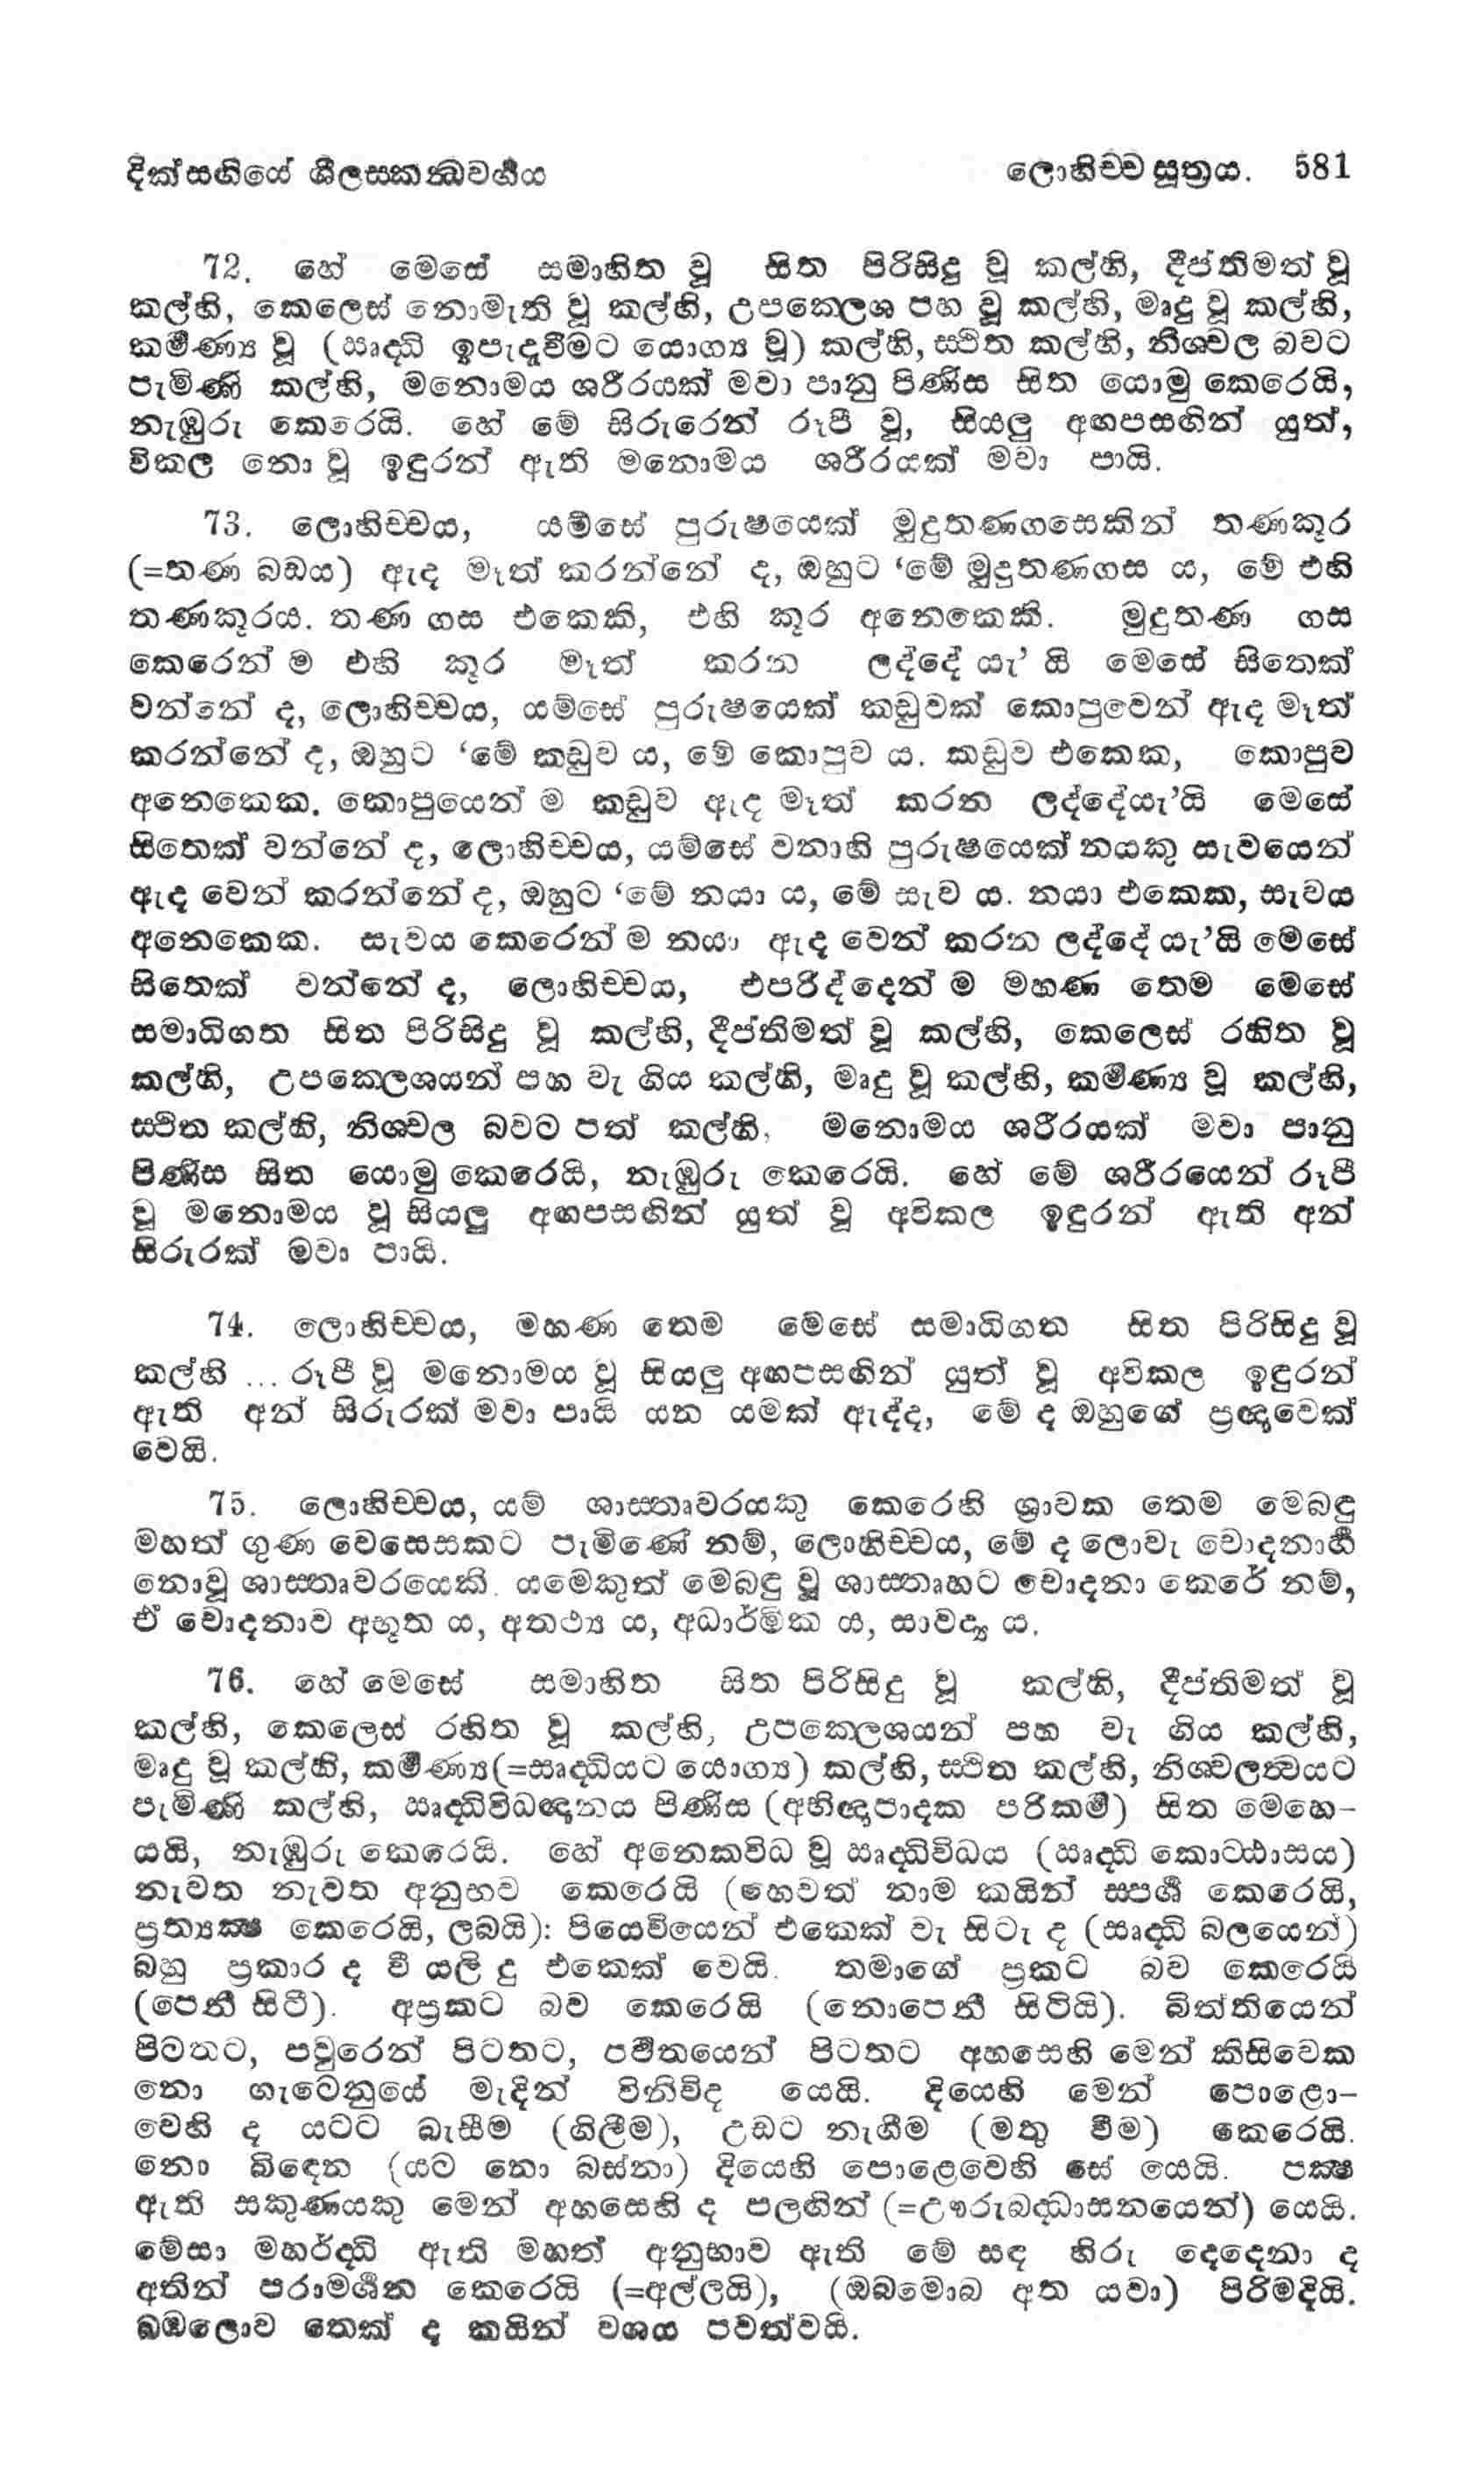 දික්සඟියේ ශීලස්කන්‍ධවර්‍ගය ලොහිච්ච සූත්‍රය. 581
72. හේ මෙසේ සමාහිත වූ සිත පිරිසිදු වූ කල්හි, දීප්තිමත් වූ
කල්හි, කෙලෙස් නොමැති වූ කල්හි, උපක්ලෙශ පහ වූ කල්හි, මෘදු වූ කල්හි,
කර්‍මණ්‍ය වූ (ඍද්‍ධි ඉපැදැවීමට යොග්‍ය වූ) කල්හි, ස්ථිත කල්හි, නිශ්චල බවට
පැමිණි කල්හි, මනොමය ශරීරයක් මවා පානු පිණිස සිත යොමු කෙරෙයි,
නැඹුරු කෙරෙයි. හේ මේ සිරුරෙන් රූපී වූ, සියලු අඟපසඟින් යුත්,
විකල නො වූ ඉඳුරන් ඇති මනොමය ශරීරයක් මවා පායි.
73. ලොහිච්චය, යම්සේ පුරුෂයෙක් මුදුතණගසෙකින් තණකූර
(=තණ බඩය) ඇද මෑත් කරන්නේ ද, ඔහුට ‘මේ මුදුතණගස ය, මේ එහි
තණකූරය. තණ ගස එකෙකි, එහි කූර අනෙකෙකි. මුදුතණ ගස
කෙරෙන් ම එහි කූර මෑත් කරන ලද්දේ යැ’ යි මෙසේ සිතෙක්
වන්නේ ද, ලොහිච්චය, යම්සේ පුරුෂයෙක් කඩුවක් කොපුවෙන් ඇද මෑත්
කරන්නේ ද, ඔහුට ‘මේ කඩුව ය, මේ කොපුව ය. කඩුව එකෙක, කොපුව
අනෙකෙක. කොපුයෙන් ම කඩුව ඇද මෑත් කරන ලද්දේයැ’යි මෙසේ
සිතෙක් වන්නේ ද, ලොහිච්චය, යම්සේ වනාහි පුරුෂයෙක් නයකු සැවයෙන්
ඇද වෙන් කරන්නේ ද, ඔහුට ‘මේ නයා ය, මේ සැව ය. නයා එකෙක, සැවය
අනෙකෙක. සැවය කෙරෙන් ම නයා ඇද වෙන් කරන ලද්දේ යැ’යි මෙසේ
සිතෙක් වන්නේ ද, ලොහිච්චය, එපරිද්දෙන් ම මහණ තෙම මෙසේ
සමාධිගත සිත පිරිසිදු වූ කල්හි, දීප්තිමත් වූ කල්හි, කෙලෙස් රහිත වූ
කල්හි, උපක්ලෙශයන් පහ වැ ගිය කල්හි, මෘදු වූ කල්හි, කර්‍මණ්‍ය වූ කල්හි,
ස්ථිත කල්හි, නිශ්චල බවට පත් කල්හි, මනොමය ශරීරයක් මවා පානු
පිණිස සිත යොමු කෙරෙයි, නැඹුරු කෙරෙයි. හේ මේ ශරීරයෙන් රූපී
වූ මනොමය වූ සියලු අඟපසඟින් යුත් වූ අවිකල ඉඳුරන් ඇති අන්
සිරුරක් මවා පායි.
74. ලොහිච්චය, මහණ තෙම මෙසේ සමාධිගත සිත පිරිසිදු වූ
කල්හි ... රූපී වූ මනොමය වූ සියලු අඟපසඟින් යුත් වූ අවිකල ඉඳුරන්
ඇති අන් සිරුරක් මවා පායි යන යමක් ඇද්ද, මේ ද ඔහුගේ ප්‍රඥාවෙක්
වෙයි.
75. ලොහිච්චය, යම් ශාස්තෘවරයකු කෙරෙහි ශ්‍රාවක තෙම මෙබඳු
මහත් ගුණ වෙසෙසකට පැමිණේ නම්, ලොහිච්චය, මේ ද ලොවැ චොදනාර්‍හ
නොවූ ශාස්තෘවරයෙකි. යමෙකුත් මෙබඳු වූ ශාස්තෘහට චොදනා කෙරේ නම්,
ඒ චොදනාව අභූත ය, අතථ්‍ය ය, අධාර්මික ය, සාවද්‍ය ය.
76. හේ මෙසේ සමාහිත සිත පිරිසිදු වූ කල්හි, දීප්තිමත් වූ
කල්හි, කෙලෙස් රහිත වූ කල්හි, උපක්ලෙශයන් පහ වැ ගිය කල්හි,
මෘදු වූ කල්හි, කර්‍මණ්‍ය(=ඍද්‍ධියට යොග්‍ය) කල්හි, ස්ථිත කල්හි, නිශ්චලත්‍වයට
පැමිණි කල්හි, ඍද්‍ධිවිධඥානය පිණිස (අභිඥාපාදක පරිකර්‍ම) සිත මෙහෙ-
යයි, නැඹුරු කෙරෙයි. හේ අනෙකවිධ වූ ඍද්‍ධිවිධය (ඍද්‍ධි කොට්ඨාසය)
නැවත නැවත අනුභව කෙරෙයි (හෙවත් නාම කයින් ස්පර්‍ශ කෙරෙයි,
ප්‍රත්‍යක්‍ෂ කෙරෙයි, ලබයි): පියෙවියෙන් එකෙක් වැ සිටැ ද (ඍද්‍ධි බලයෙන්)
බහු ප්‍රකාර ද වී යලි දු එකෙක් වෙයි. තමාගේ ප්‍රකට බව කෙරෙයි
(පෙනී සිටී). අප්‍රකට බව කෙරෙයි (නොපෙනී සිටියි). බිත්තියෙන්
පිටතට, පවුරෙන් පිටතට, පර්‍වතයෙන් පිටතට අහසෙහි මෙන් කිසිවෙක
නො ගැටෙනුයේ මැදින් විනිවිද යෙයි. දියෙහි මෙන් පොළො-
වෙහි ද යටට බැසීම (ගිලීම), උඩට නැගීම (මතු වීම) කෙරෙයි.
නො බිඳෙන (යට නො බස්නා) දියෙහි පොළෙවෙහි සේ යෙයි. පක්‍ෂ
ඇති සකුණයකු මෙන් අහසෙහි ද පලඟින් (=ඌරුබද්ධාසනයෙන්) යෙයි.
මේසා මහර්ද්‍ධි ඇති මහත් අනුභාව ඇති මේ සඳ හිරු දෙදෙනා ද
අතින් පරාමර්‍ශන කෙරෙයි (=අල්ලයි), (ඔබමොබ අත යවා) පිරිමදියි.
බඹලොව තෙක් ද කයින් වශය පවත්වයි.